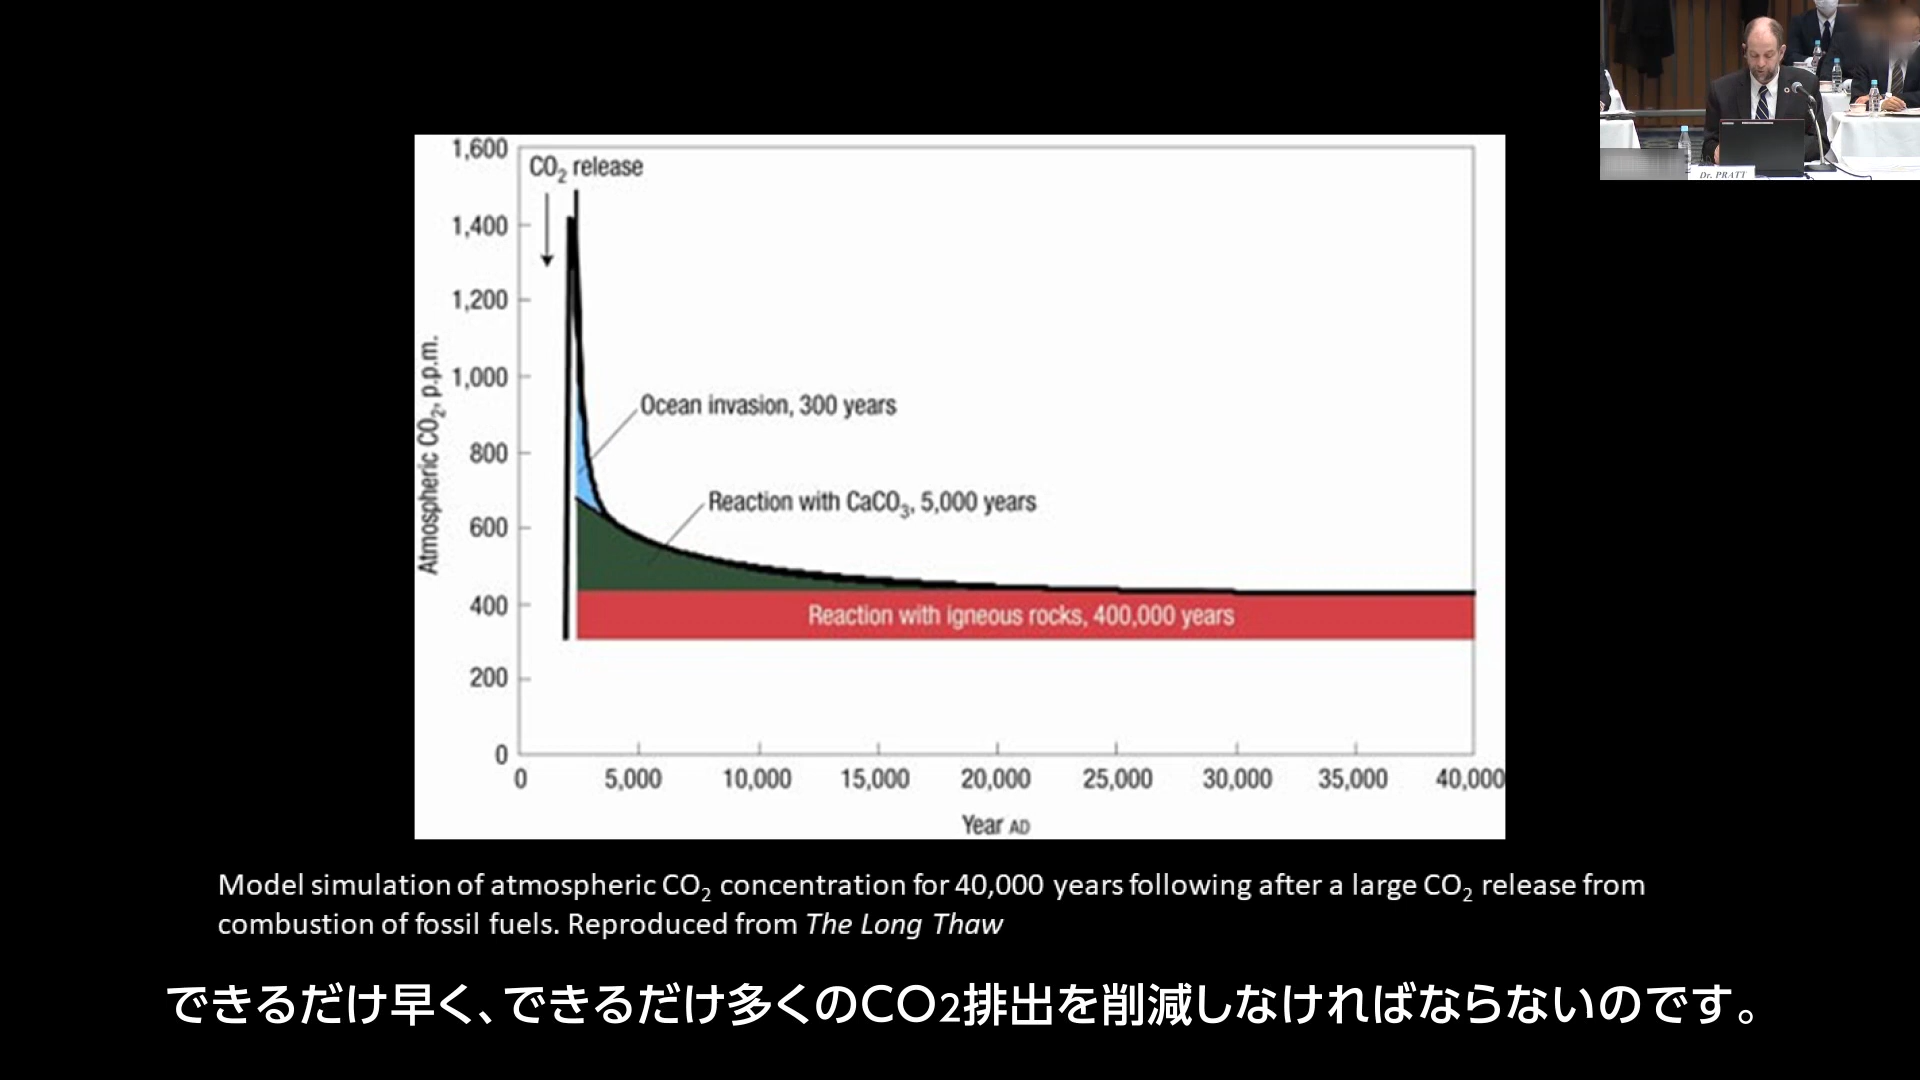 Dr. PRATT
1,600
CO₂ release
1,400
1,200
1,000
800
600
400
200
0
Atmospheric CO₂, p.p.m.
Ocean invasion, 300 years
Reaction with CaCO₃, 5,000 years
Reaction with igneous rocks, 400,000 years
0 5,000 10,000 15,000 20,000 25,000 30,000 35,000 40,000
Year AD
Model simulation of atmospheric CO₂ concentration for 40,000 years following after a large CO₂ release from
combustion of fossil fuels. Reproduced from The Long Thaw
できるだけ早く、できるだけ多くのCO2排出を削減しなければならないのです。